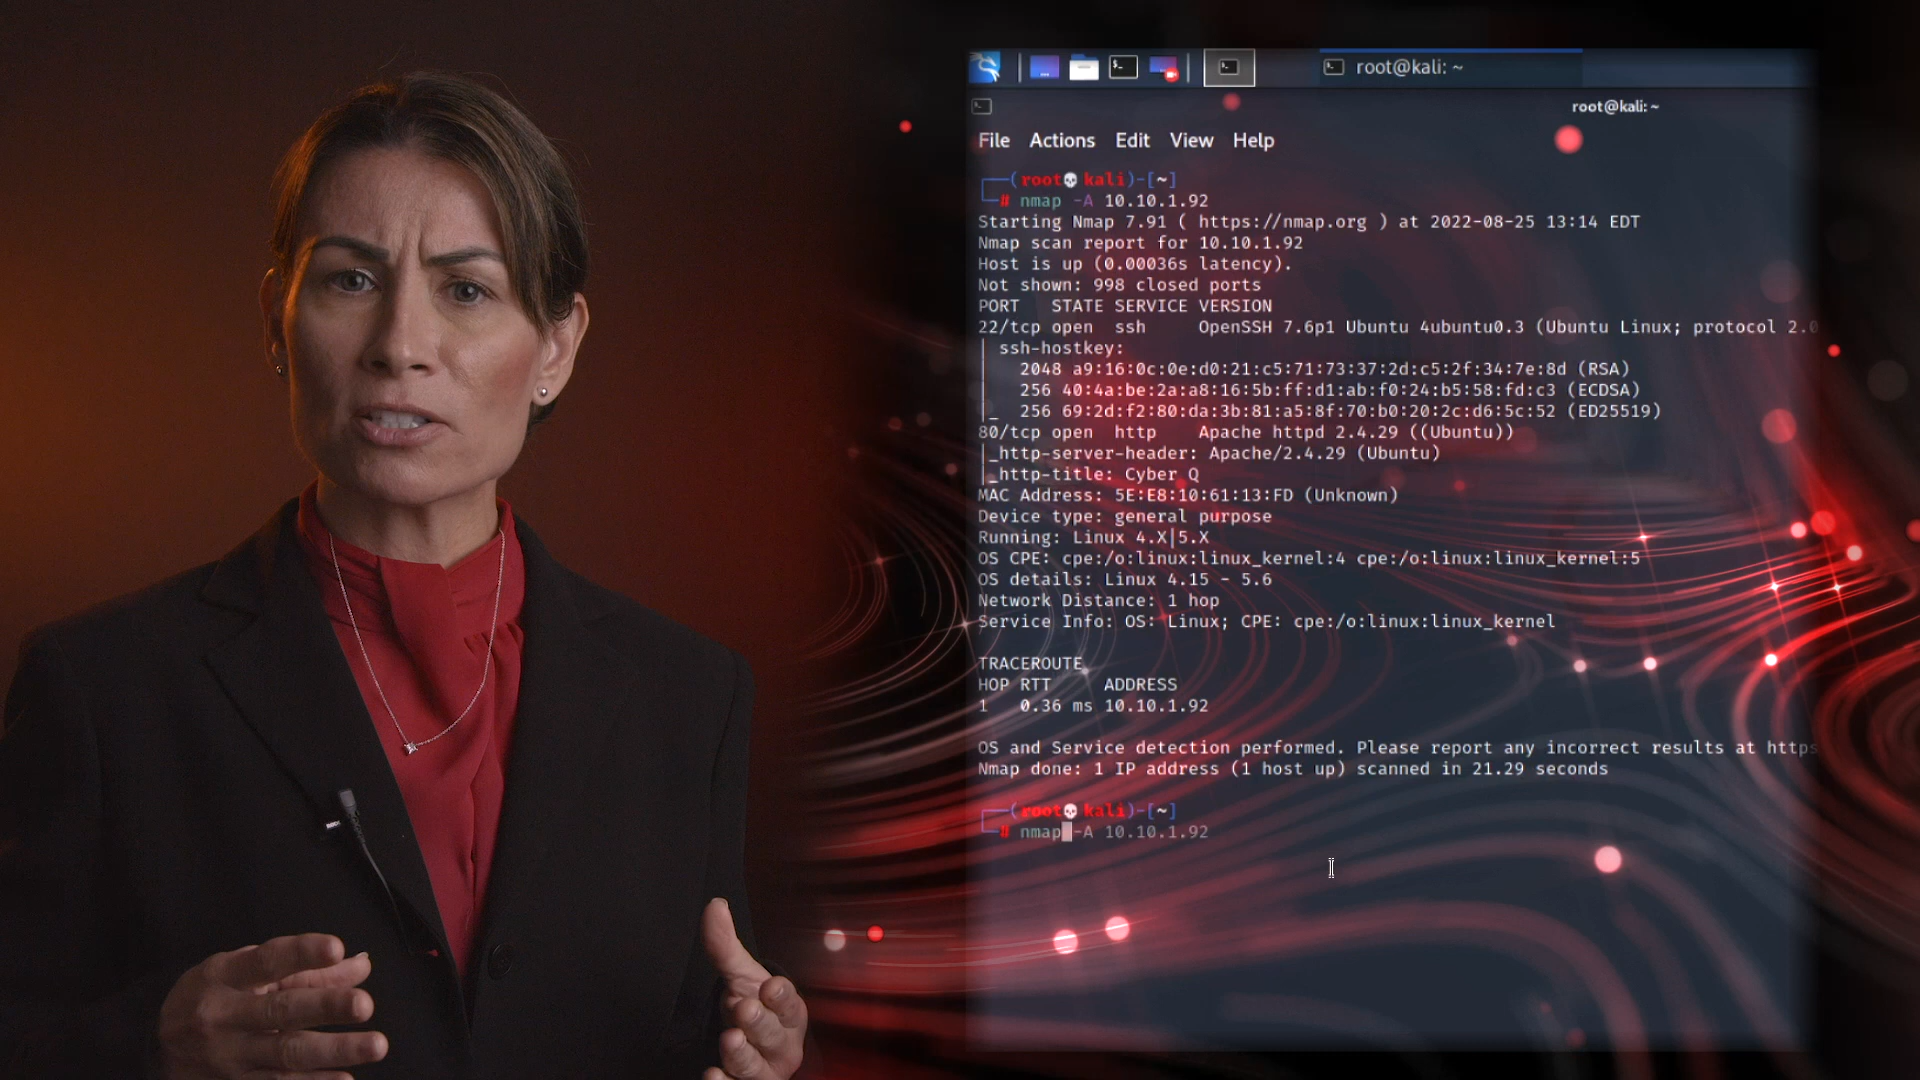 root@kali: ~
root@kali: ~
File Actions Edit View Help
(root💀kali)-[~]
# nmap -A 10.10.1.92
Starting Nmap 7.91 ( https://nmap.org ) at 2022-08-25 13:14 EDT
Nmap scan report for 10.10.1.92
Host is up (0.00036s latency).
Not shown: 998 closed ports
PORT   STATE SERVICE VERSION
22/tcp open  ssh     OpenSSH 7.6p1 Ubuntu 4ubuntu0.3 (Ubuntu Linux; protocol 2.0
| ssh-hostkey:
|   2048 a9:16:0c:0e:d0:21:c5:71:73:37:2d:c5:2f:34:7e:8d (RSA)
|   256 40:4a:be:2a:a8:16:5b:ff:d1:ab:f0:24:b5:58:fd:c3 (ECDSA)
|_  256 69:2d:f2:80:da:3b:81:a5:8f:70:b0:20:2c:d6:5c:52 (ED25519)
80/tcp open  http    Apache httpd 2.4.29 ((Ubuntu))
|_http-server-header: Apache/2.4.29 (Ubuntu)
|_http-title: Cyber Q
MAC Address: 5E:E8:10:61:13:FD (Unknown)
Device type: general purpose
Running: Linux 4.X|5.X
OS CPE: cpe:/o:linux:linux_kernel:4 cpe:/o:linux:linux_kernel:5
OS details: Linux 4.15 - 5.6
Network Distance: 1 hop
Service Info: OS: Linux; CPE: cpe:/o:linux:linux_kernel
TRACEROUTE
HOP RTT     ADDRESS
1   0.36 ms 10.10.1.92
OS and Service detection performed. Please report any incorrect results at https
Nmap done: 1 IP address (1 host up) scanned in 21.29 seconds
(root💀kali)-[~]
# nmap -A 10.10.1.92